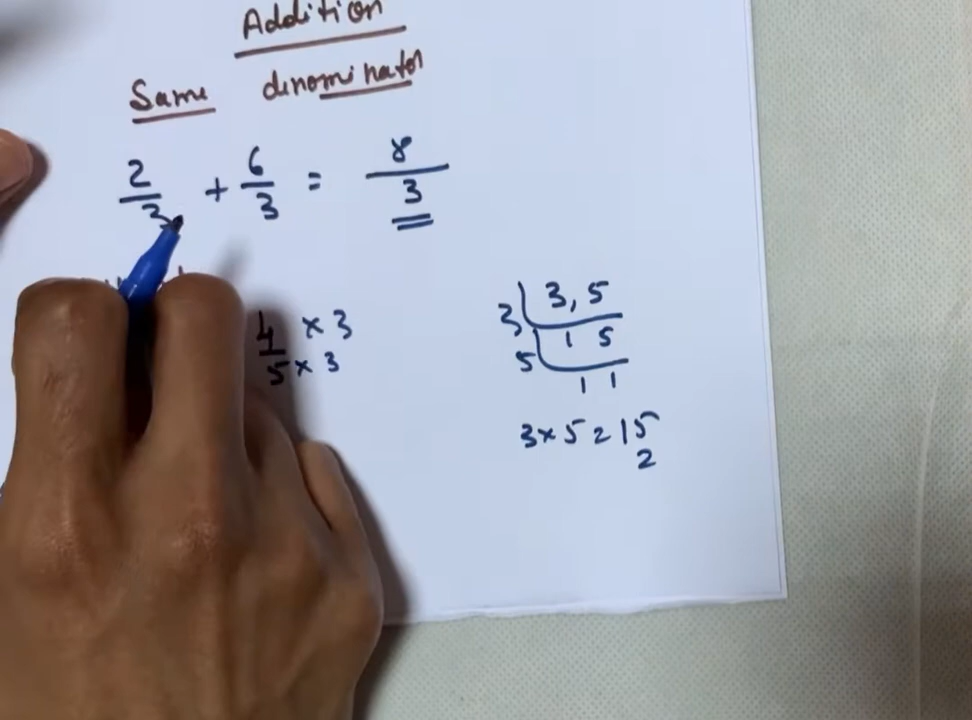 Addition
Same denominator
2/3 + 6/3 = 8/3
4 × 3
5 × 3
3 | 3, 5
5 | 1 5
1 1
3 × 5 = 15
2